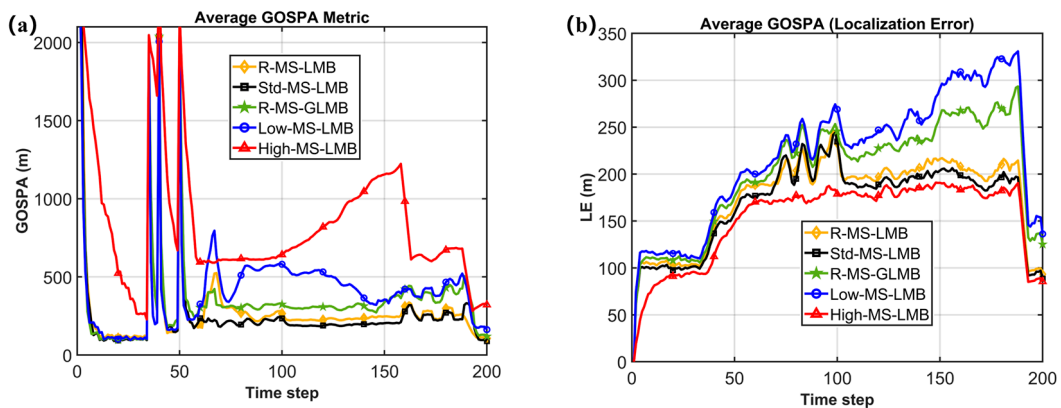 (a)
Average GOSPA Metric
GOSPA (m)
2000
1500
1000
500
0
R-MS-LMB
Std-MS-LMB
R-MS-GLMB
Low-MS-LMB
High-MS-LMB
0 50 100 150 200
Time step
(b)
Average GOSPA (Localization Error)
LE (m)
350
300
250
200
150
100
50
0
R-MS-LMB
Std-MS-LMB
R-MS-GLMB
Low-MS-LMB
High-MS-LMB
0 50 100 150 200
Time step